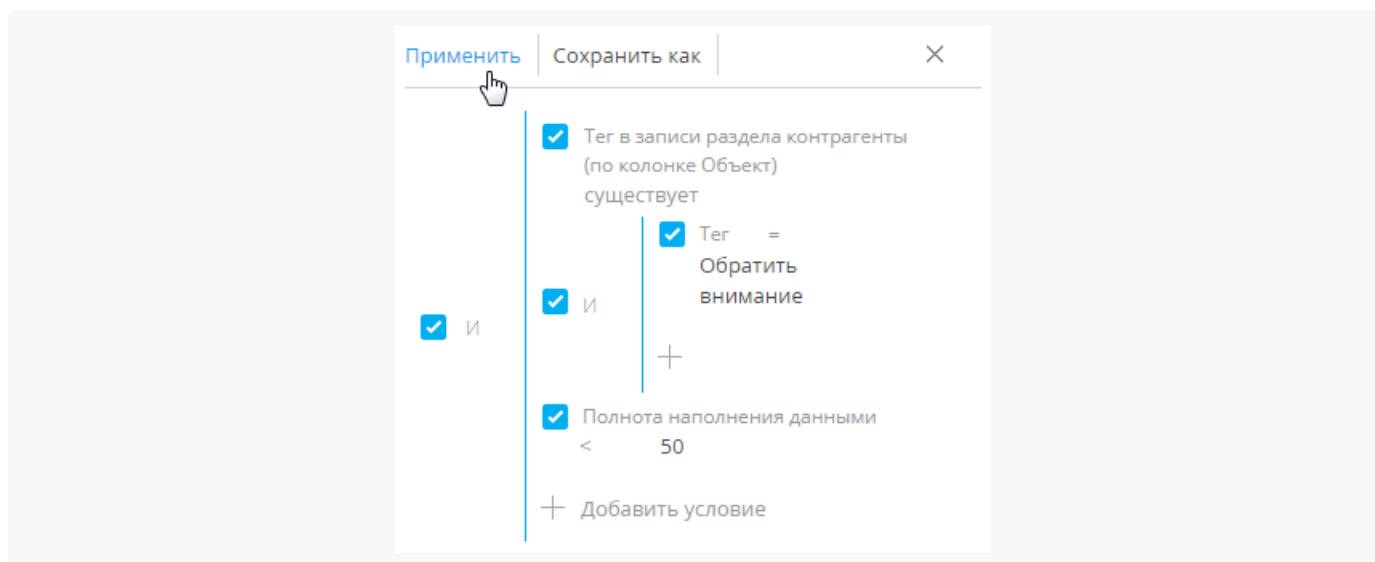 Применить Сохранить как
Тег в записи раздела контрагенты
(по колонке Объект)
существует
Тег =
Обратить
внимание
И
И
Полнота наполнения данными
< 50
Добавить условие